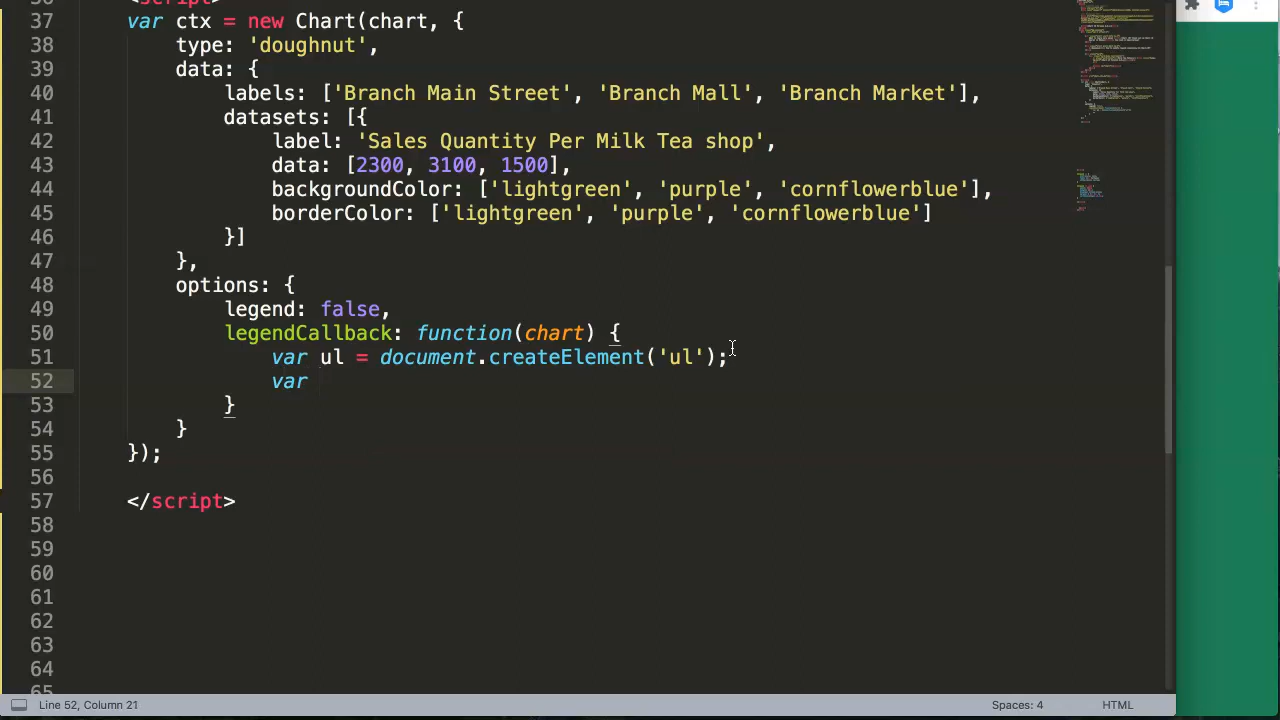 36 <script>
37 var ctx = new Chart(chart, {
38 type: 'doughnut',
39 data: {
40 labels: ['Branch Main Street', 'Branch Mall', 'Branch Market'],
41 datasets: [{
42 label: 'Sales Quantity Per Milk Tea shop',
43 data: [2300, 3100, 1500],
44 backgroundColor: ['lightgreen', 'purple', 'cornflowerblue'],
45 borderColor: ['lightgreen', 'purple', 'cornflowerblue']
46 }]
47 },
48 options: {
49 legend: false,
50 legendCallback: function(chart) {
51 var ul = document.createElement('ul');
52 var
53 }
54 }
55 });
56
57 </script>
58
59
60
61
62
63
64
65
Line 52, Column 21 Spaces: 4 HTML